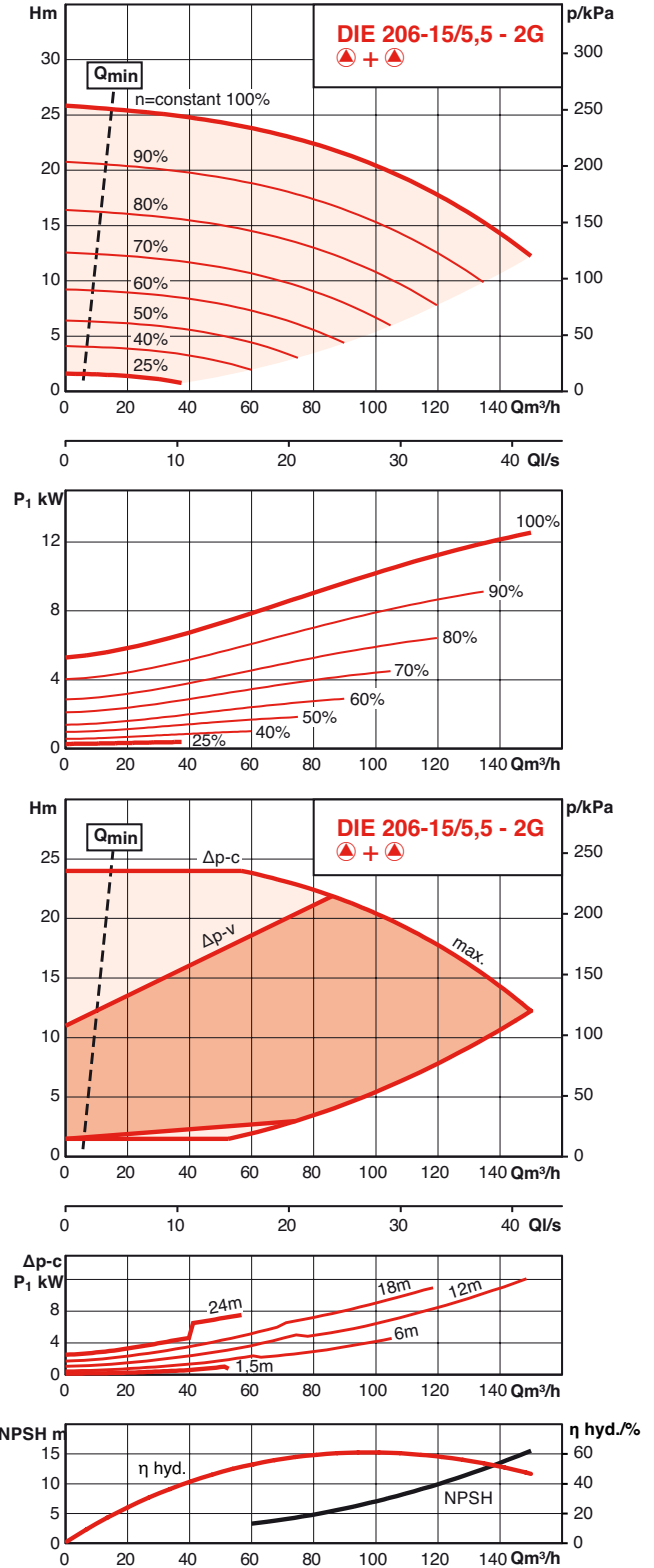 Hm
p/kPa
DIE 206-15/5,5 - 2G
+
30
300
Qmin
n=constant 100%
25
250
90%
20
200
80%
15
150
70%
10
100
60%
50%
5
50
40%
25%
0
0
0 20 40 60 80 100 120 140 Qm³/h
0 10 20 30 40 Ql/s
P₁ kW
100%
12
90%
8
80%
70%
4
60%
50%
40%
25%
0
0 20 40 60 80 100 120 140 Qm³/h
Hm
p/kPa
DIE 206-15/5,5 - 2G
+
Qmin
25
250
Δp-c
20
200
Δp-v
max.
15
150
10
100
5
50
0
0
0 20 40 60 80 100 120 140 Qm³/h
0 10 20 30 40 Ql/s
Δp-c
P₁ kW
24m
18m
12m
8
6m
4
1,5m
0
0 20 40 60 80 100 120 140 Qm³/h
NPSH m
η hyd./%
15
60
η hyd.
10
40
NPSH
5
20
0
0
0 20 40 60 80 100 120 140 Qm³/h